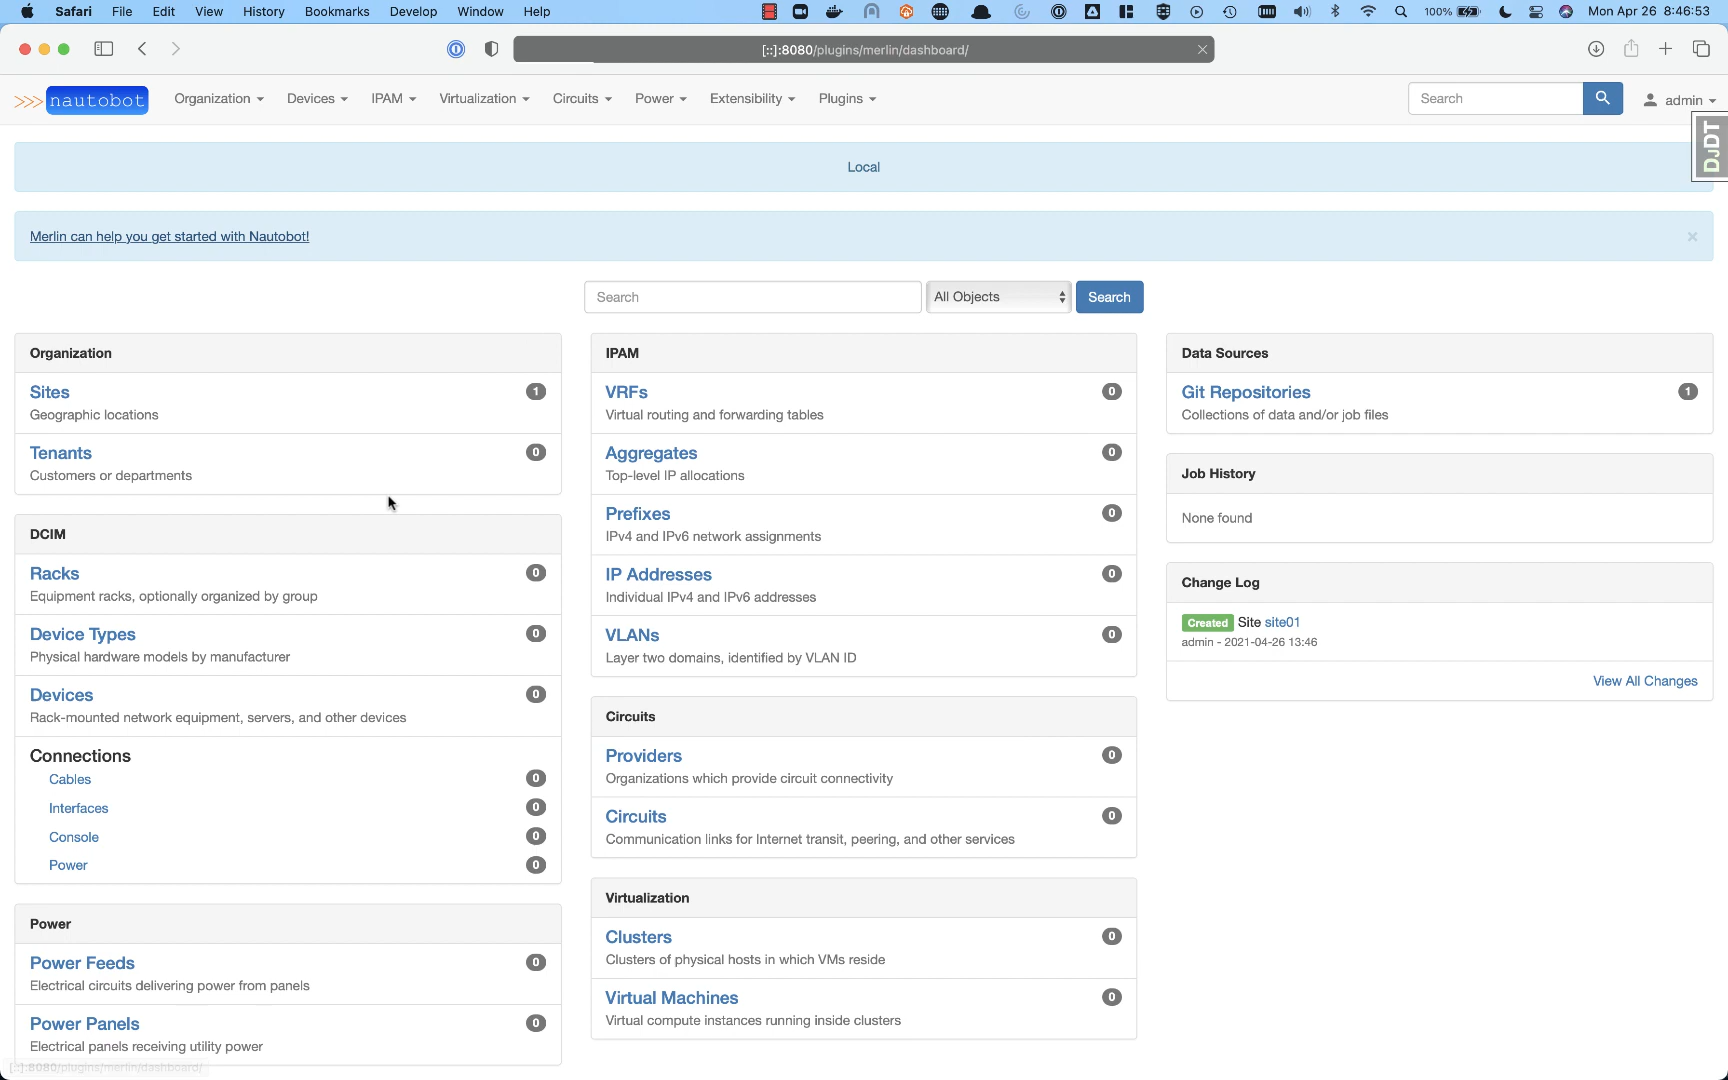 Safari File Edit View History Bookmarks Develop Window Help 100% Mon Apr 26 8:46:53
[::]:8080/plugins/merlin/dashboard/
>>> nautobot Organization Devices IPAM Virtualization Circuits Power Extensibility Plugins Search admin
DJDT
Local
Merlin can help you get started with Nautobot! ×
Search All Objects Search
Organization
Sites 1
Geographic locations
Tenants 0
Customers or departments
DCIM
Racks 0
Equipment racks, optionally organized by group
Device Types 0
Physical hardware models by manufacturer
Devices 0
Rack-mounted network equipment, servers, and other devices
Connections
Cables 0
Interfaces 0
Console 0
Power 0
Power
Power Feeds 0
Electrical circuits delivering power from panels
Power Panels 0
Electrical panels receiving utility power
[::]:8080/plugins/merlin/dashboard/
IPAM
VRFs 0
Virtual routing and forwarding tables
Aggregates 0
Top-level IP allocations
Prefixes 0
IPv4 and IPv6 network assignments
IP Addresses 0
Individual IPv4 and IPv6 addresses
VLANs 0
Layer two domains, identified by VLAN ID
Circuits
Providers 0
Organizations which provide circuit connectivity
Circuits 0
Communication links for Internet transit, peering, and other services
Virtualization
Clusters 0
Clusters of physical hosts in which VMs reside
Virtual Machines 0
Virtual compute instances running inside clusters
Data Sources
Git Repositories 1
Collections of data and/or job files
Job History
None found
Change Log
Created Site site01
admin - 2021-04-26 13:46
View All Changes